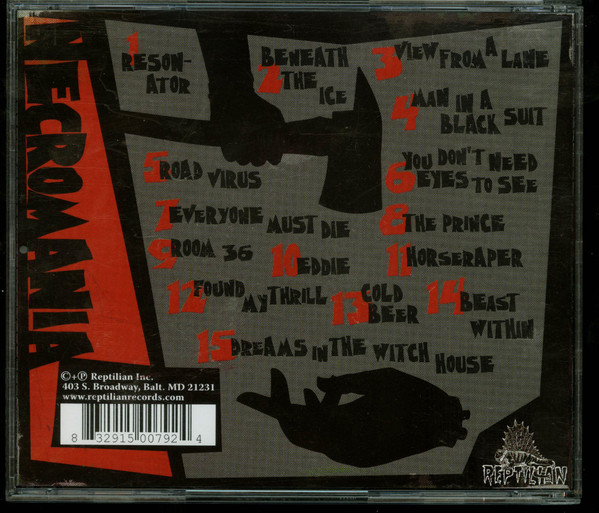 NECROMANIA
1 RESON-
ATOR
2 BENEATH
THE
ICE
3 VIEW FROM A LANE
4 MAN IN A
BLACK SUIT
5 ROAD VIRUS
6 YOU DON'T NEED
EYES TO SEE
7 EVERYONE MUST DIE
8 THE PRINCE
9 ROOM 36
10 EDDIE
11 HORSERAPER
12 FOUND
MY THRILL
13 COLD
BEER
14 BEAST
WITHIN
15 DREAMS IN THE WITCH HOUSE
©+℗ Reptilian Inc.
403 S. Broadway, Balt. MD 21231
www.reptilianrecords.com
8 32915 00792 4
REPTILIAN